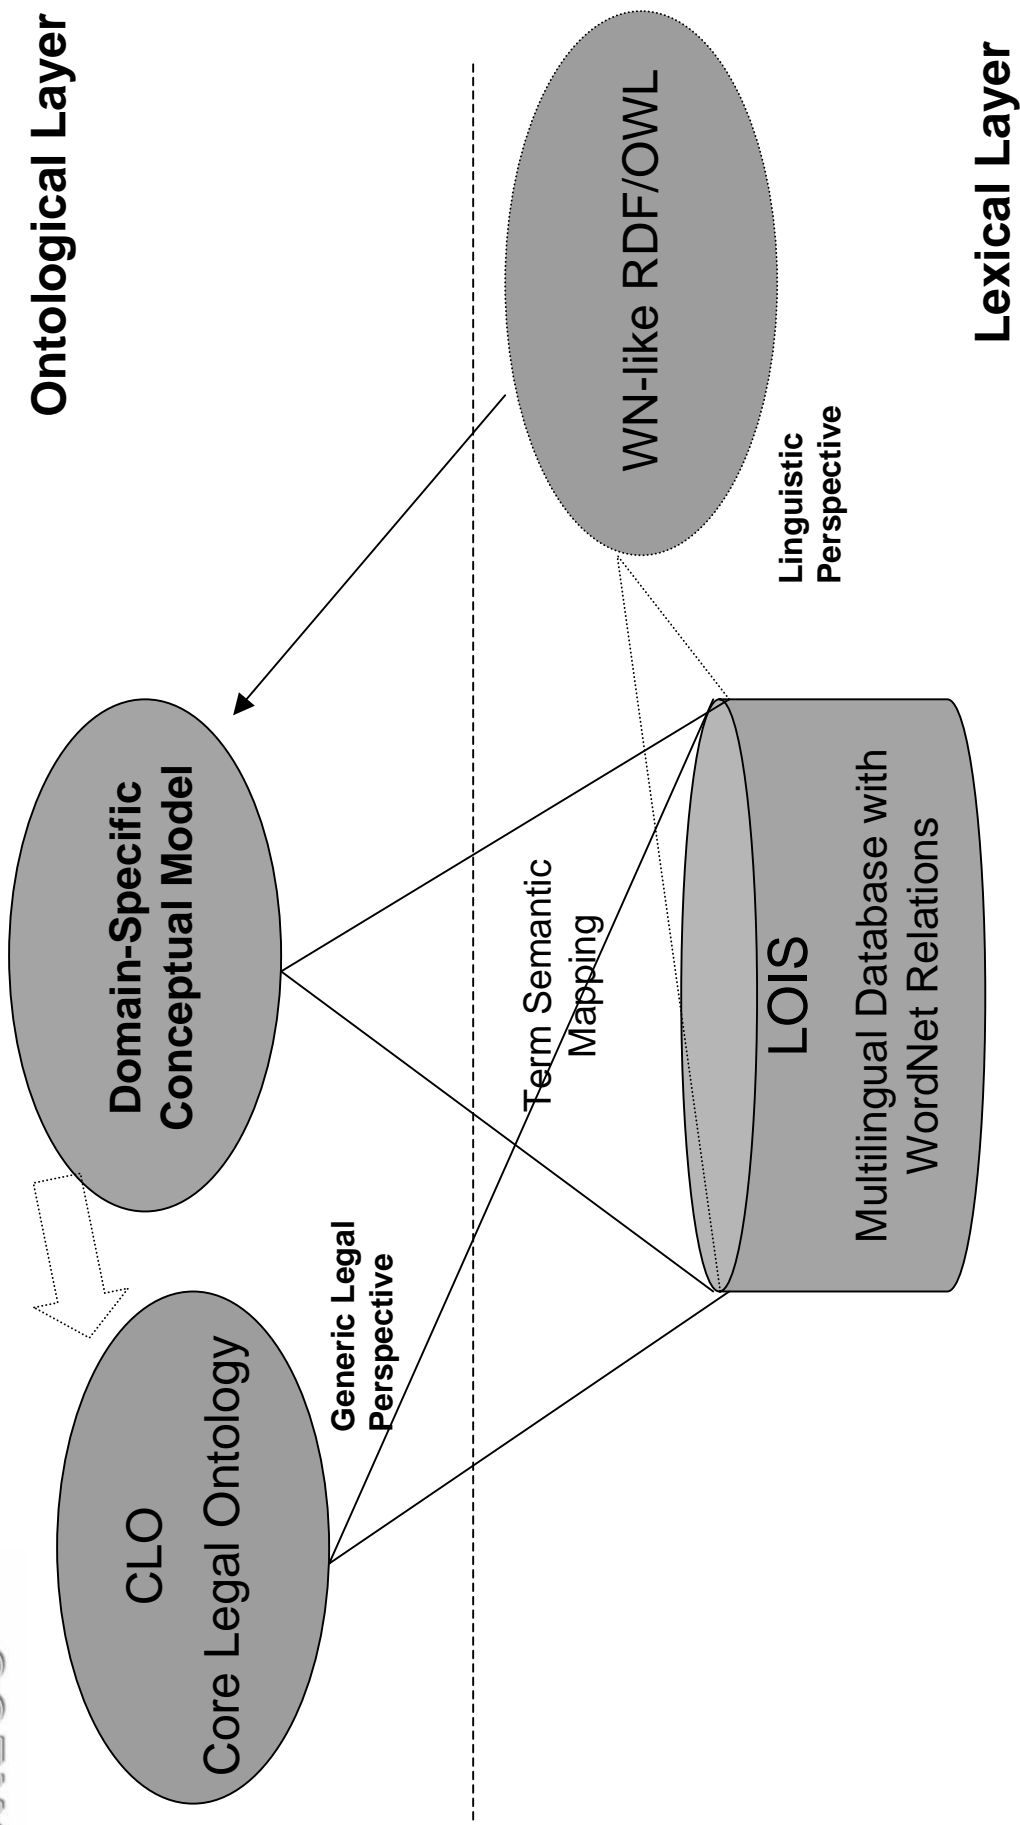 Ontological Layer
Domain-Specific
Conceptual Model
CLO
Core Legal Ontology
Generic Legal
Perspective
Term Semantic
Mapping
WN-like RDF/OWL
Linguistic
Perspective
LOIS
Multilingual Database with
WordNet Relations
Lexical Layer